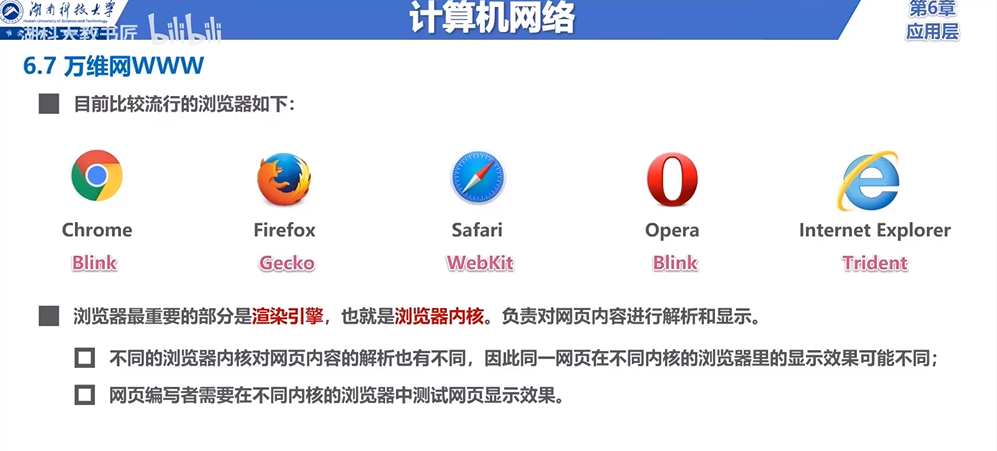 湖南科技大学
Hunan University of Science and Technology
计算机网络
第6章
应用层
湖科大教书匠 bilibili
6.7 万维网WWW
目前比较流行的浏览器如下：
Chrome Firefox Safari Opera Internet Explorer
Blink Gecko WebKit Blink Trident
浏览器最重要的部分是渲染引擎，也就是浏览器内核。负责对网页内容进行解析和显示。
不同的浏览器内核对网页内容的解析也有不同，因此同一网页在不同内核的浏览器里的显示效果可能不同；
网页编写者需要在不同内核的浏览器中测试网页显示效果。